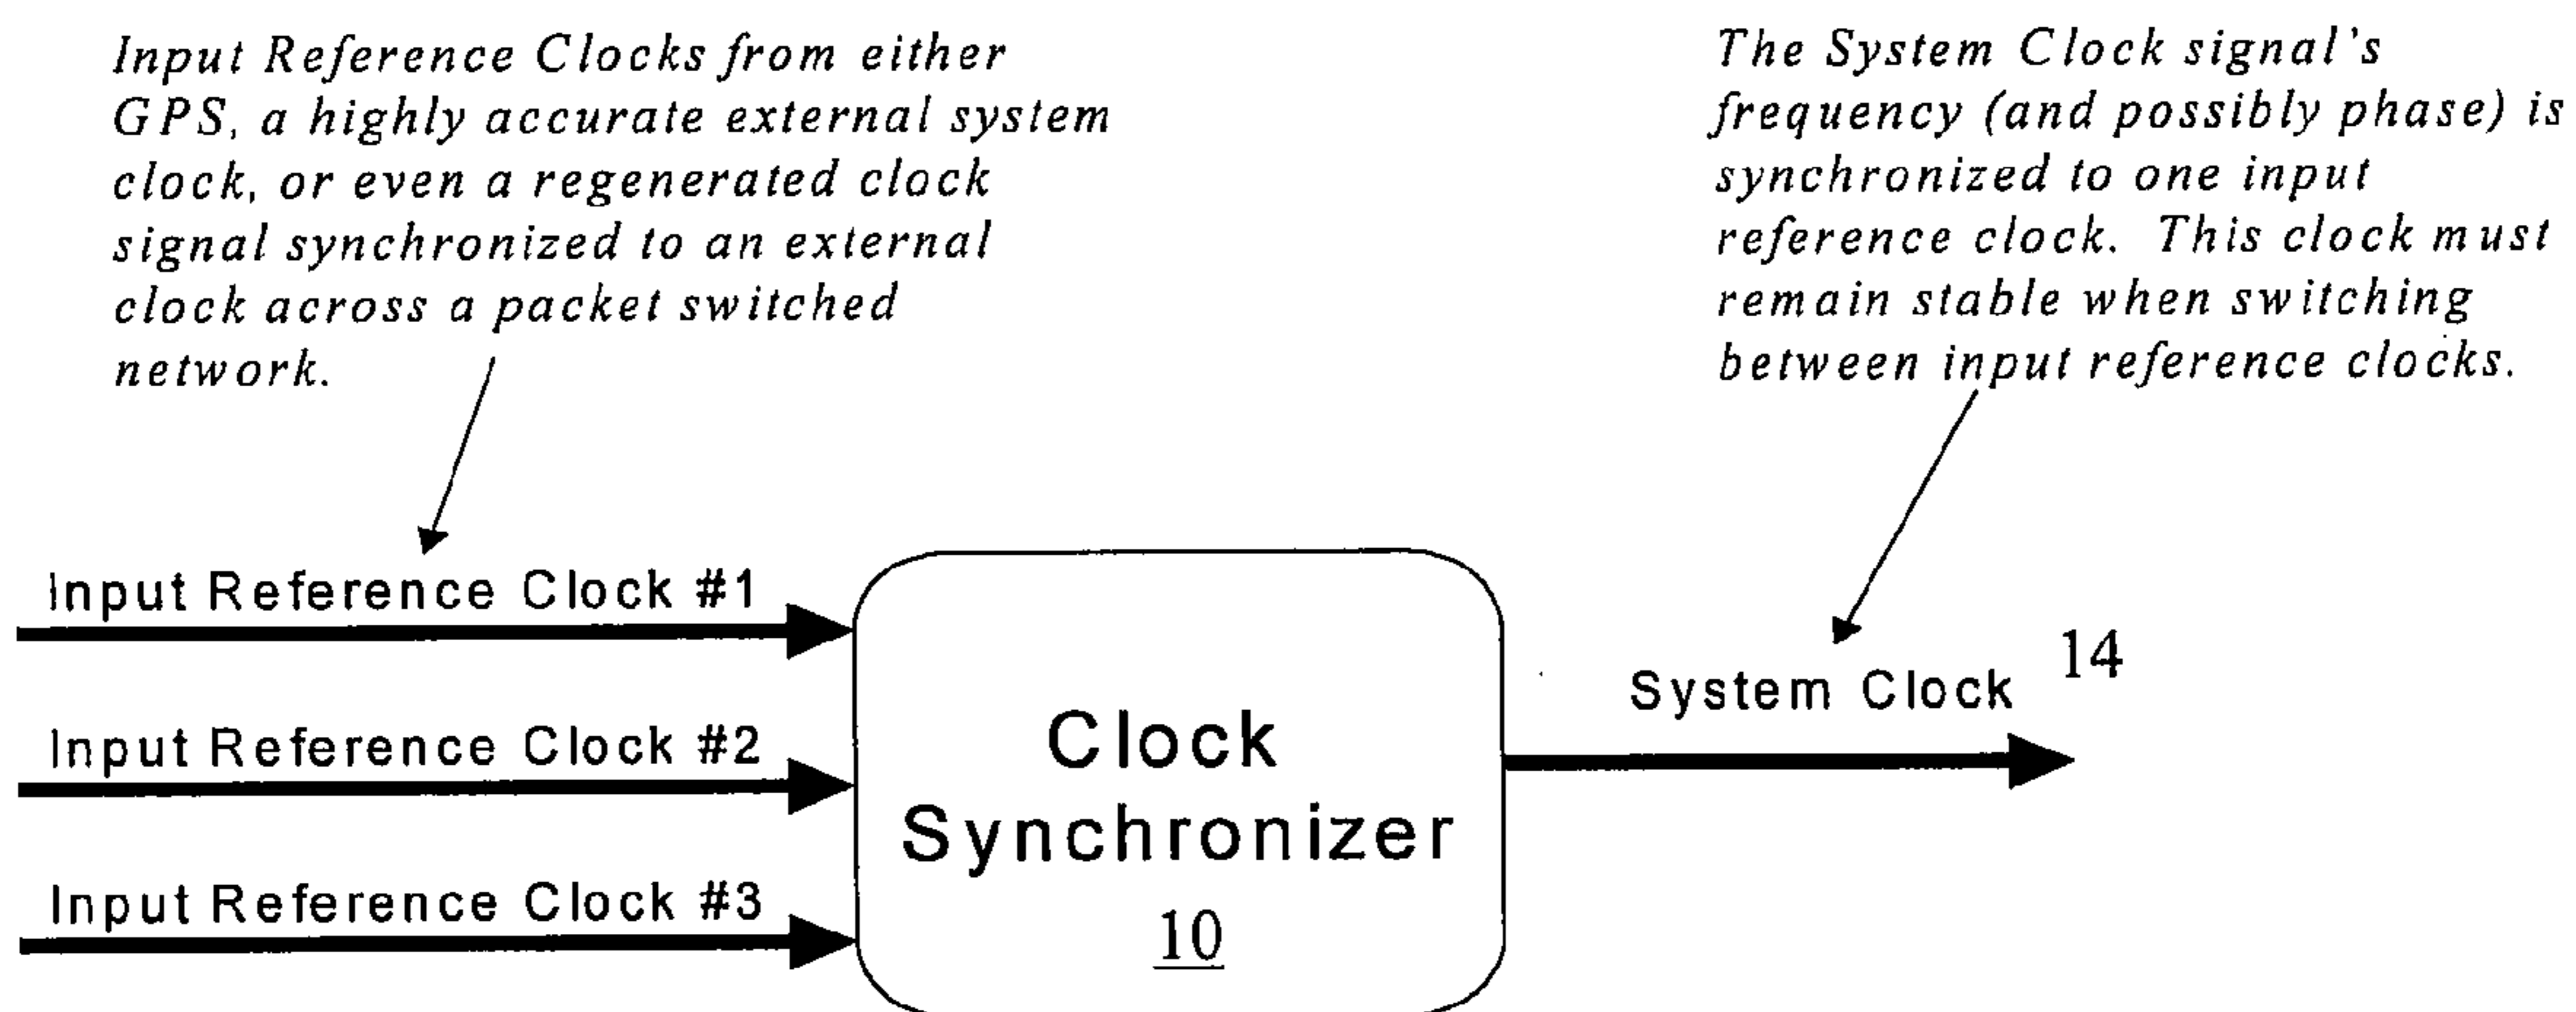 Input Reference Clocks from either
GPS, a highly accurate external system
clock, or even a regenerated clock
signal synchronized to an external
clock across a packet switched
network.
The System Clock signal's
frequency (and possibly phase) is
synchronized to one input
reference clock. This clock must
remain stable when switching
between input reference clocks.
Input Reference Clock #1
Input Reference Clock #2
Input Reference Clock #3
Clock
Synchronizer
10
System Clock
14